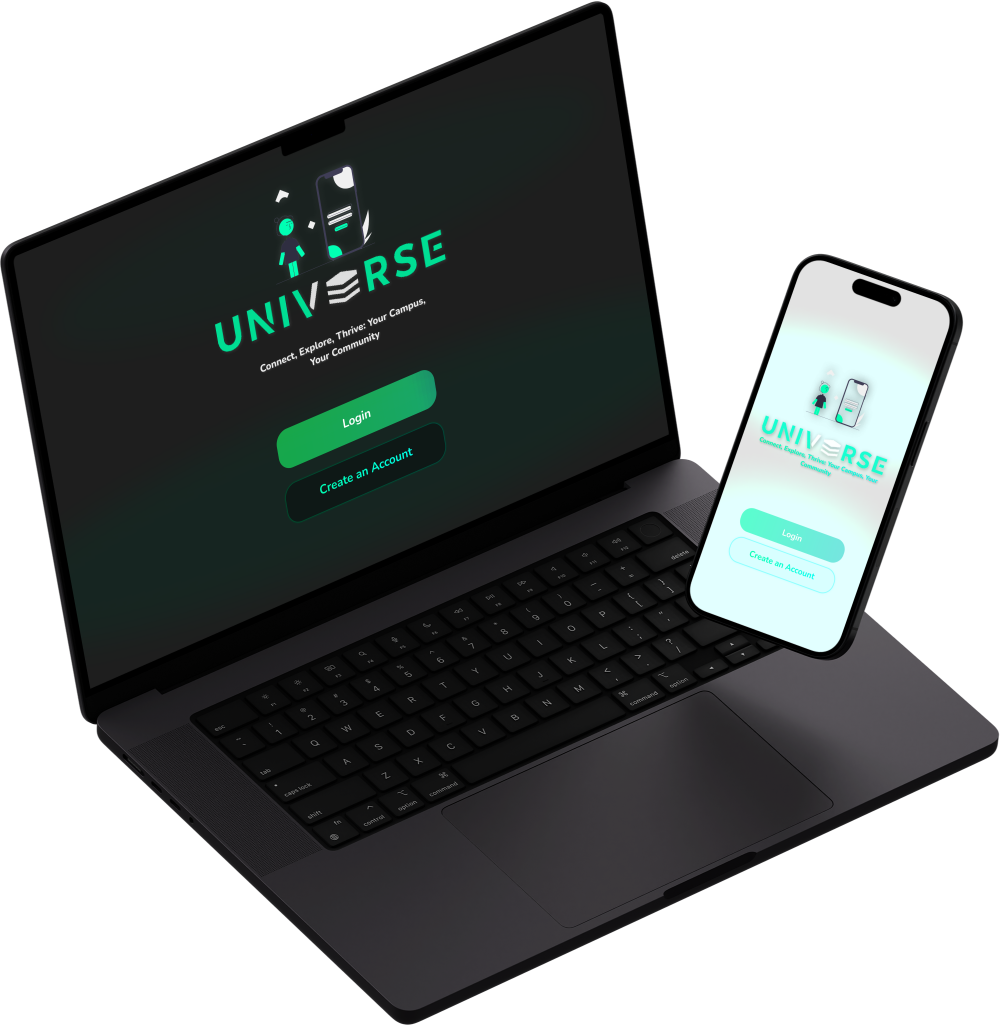 UNIVERSE
Connect, Explore, Thrive: Your Campus,
Your Community
Login
Create an Account
UNIVERSE
Connect, Explore, Thrive: Your Campus, Your
Community
Login
Create an Account
delete
{ }
[ ]
esc
! @ # $ % ^ & * ( ) _ +
1 2 3 4 5 6 7 8 9 0 - =
tab Q W E R T Y U I O P
caps lock A S D F G H J K L : "
; '
shift Z X C V B N M < > ?
, . /
fn control option command command option